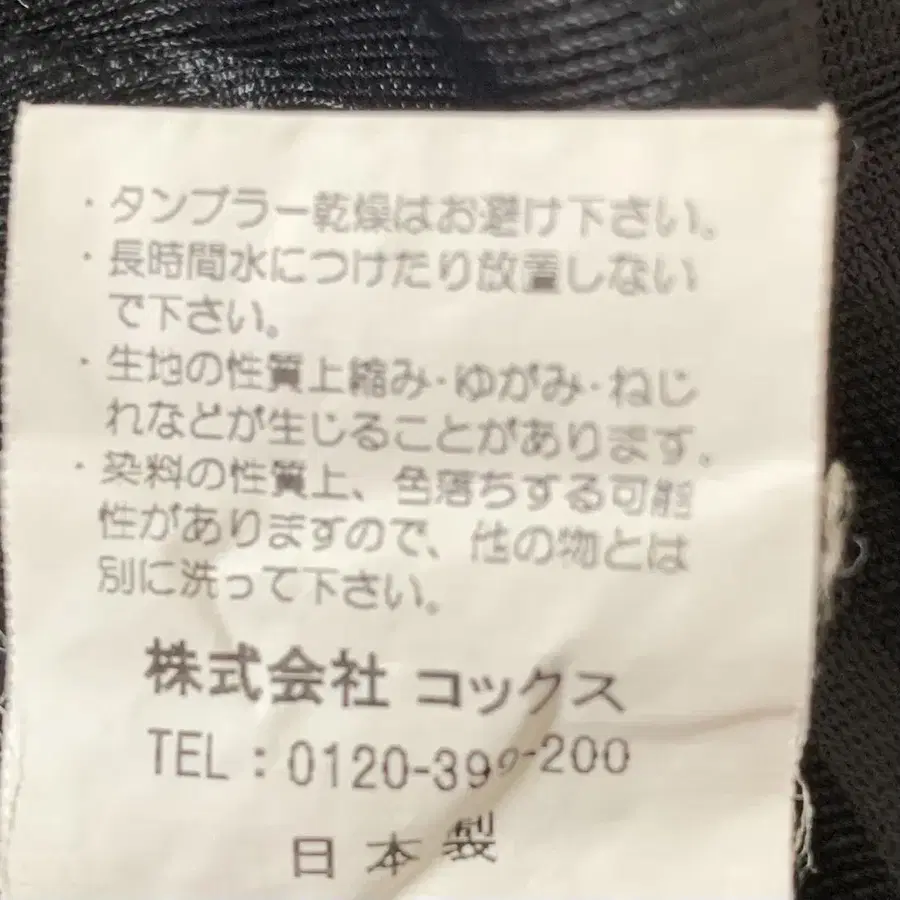 ・タンブラー乾燥はお避け下さい。
・長時間水につけたり放置しない
で下さい。
・生地の性質上縮み・ゆがみ・ねじ
れなどが生じることがあります。
・染料の性質上、色落ちする可能
性がありますので、他の物とは
別に洗って下さい。
株式会社 コックス
TEL：0120-399-200
日本製